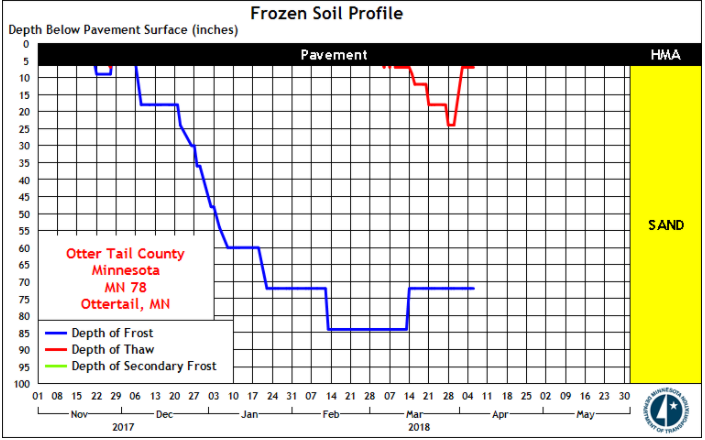 Frozen Soil Profile
Depth Below Pavement Surface (inches)
0
5
10
15
20
25
30
35
40
45
50
55
60
65
70
75
80
85
90
95
100
Pavement
HMA
SAND
Otter Tail County
Minnesota
MN 78
Ottertail, MN
Depth of Frost
Depth of Thaw
Depth of Secondary Frost
01 08 15 22 29 06 13 20 27 03 10 17 24 31 07 14 21 28 07 14 21 28 04 11 18 25 02 09 16 23 30
Nov Dec Jan Feb Mar Apr May
2017 2018
MINNESOTA
DEPARTMENT
OF TRANSPORTATION